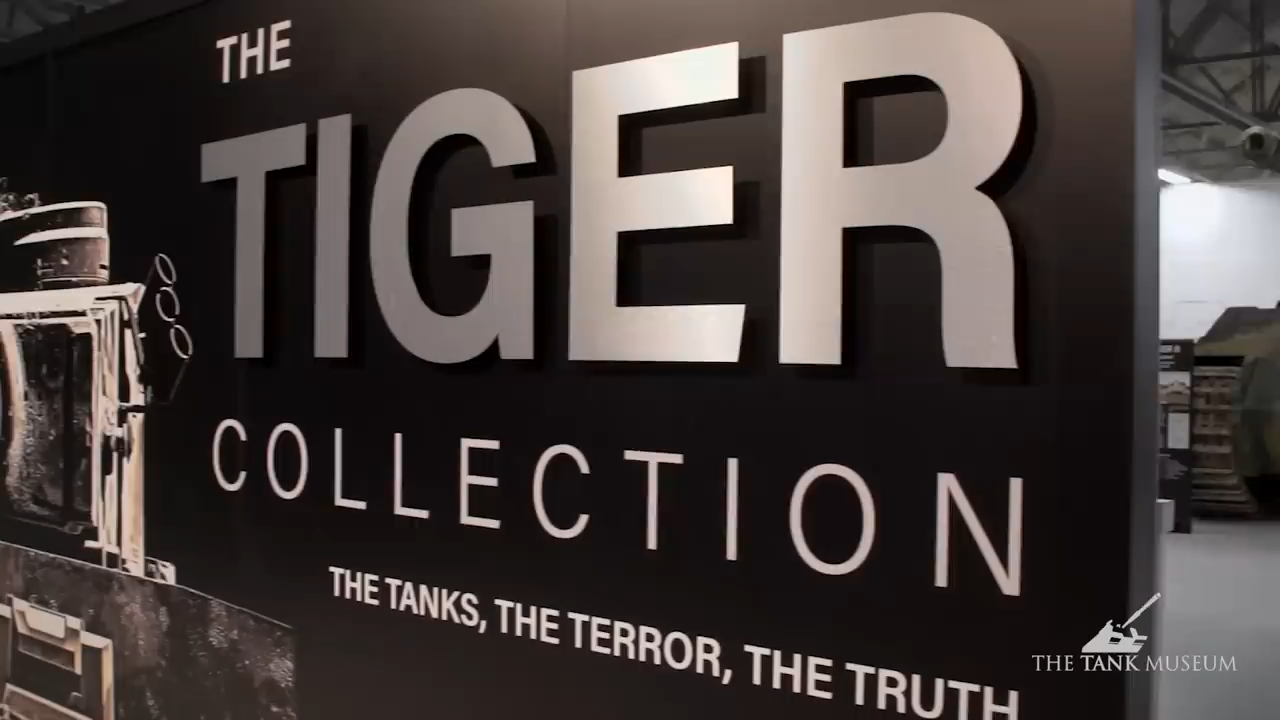 THE
TIGER
COLLECTION
THE TANKS, THE TERROR, THE TRUTH
THE TANK MUSEUM